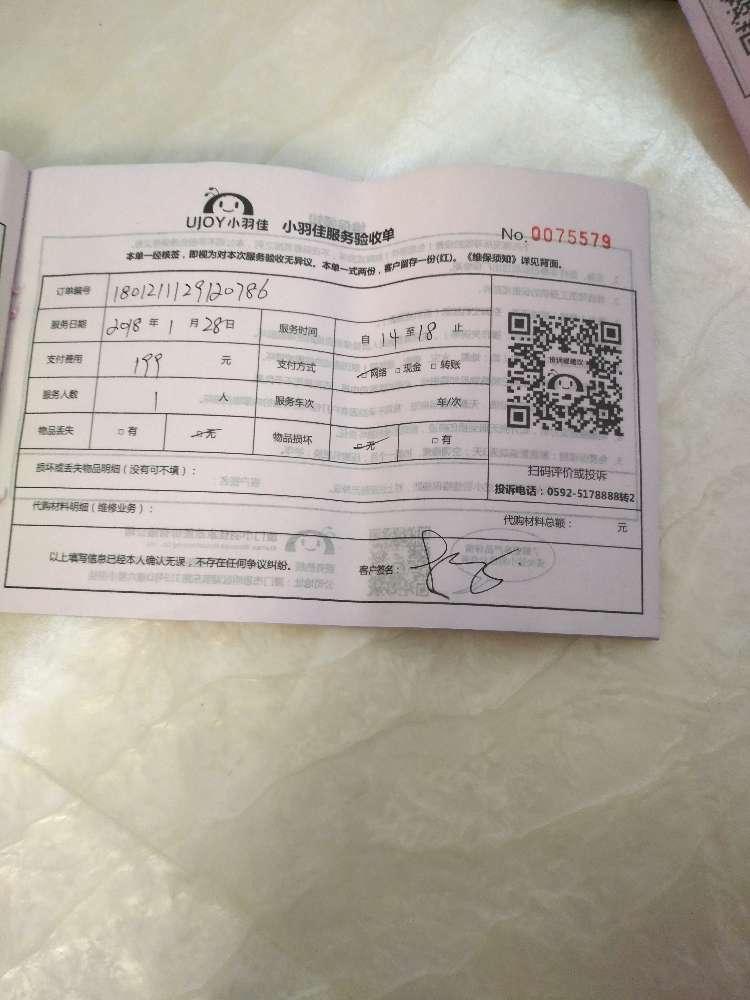 UJOY小羽佳 小羽佳服务验收单 No. 0075579
本单一经核签,即视为对本次服务验收无异议。本单一式两份,客户留存一份(红)。《维保须知》详见背面。
订单编号 1801211129120786
服务日期 2018 年 1 月 28 日 服务时间 自 14 至 18 止
支付费用 199 元 支付方式 □网络 □现金 □转账
服务人数 1 人 服务车次 车/次
物品丢失 □有 □无 物品损坏 □无 □有
投诉或建议
扫码评价或投诉
投诉电话:0592-5178888转2
损坏或丢失物品明细(没有可不填):
代购材料明细(维修业务): 代购材料总额: 元
以上填写信息已经本人确认无误,不存在任何争议纠纷。 客户签名: